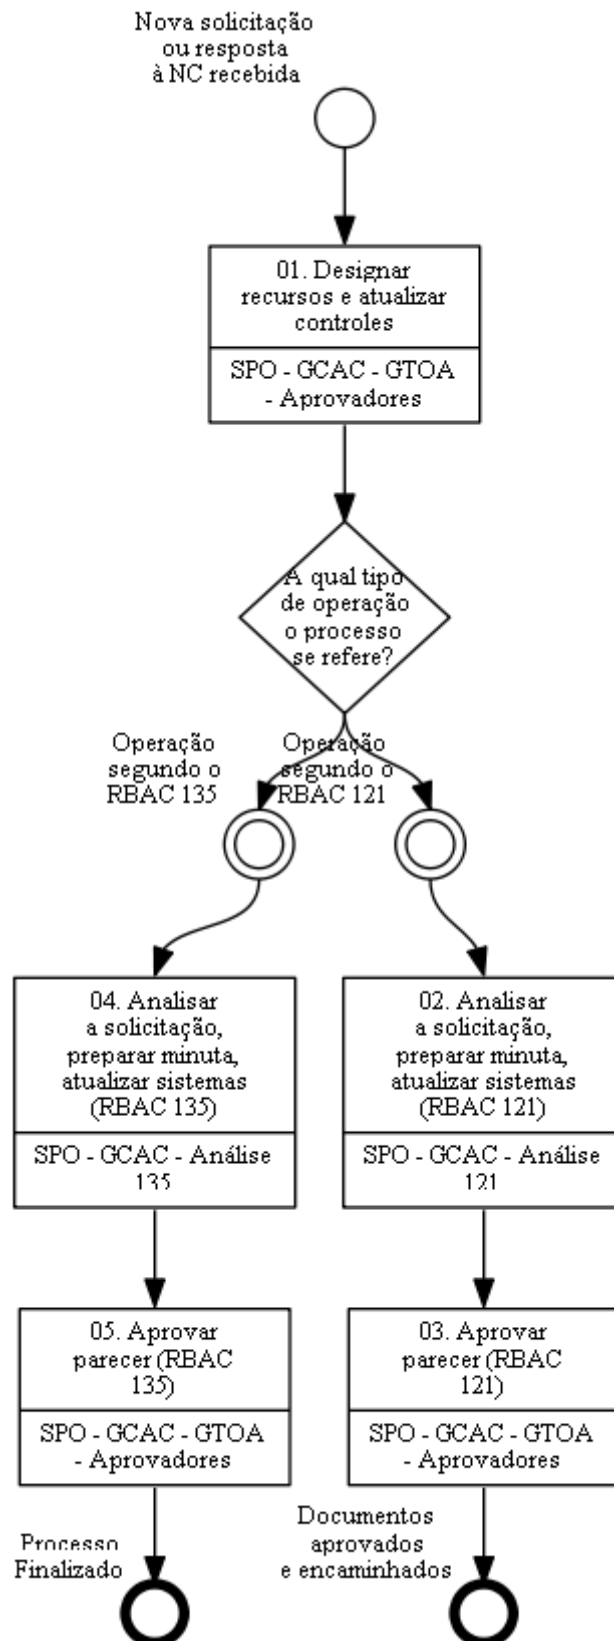 Nova solicitação
ou resposta
à NC recebida
01. Designar
recursos e atualizar
controles
SPO - GCAC - GTOA
- Aprovadores
A qual tipo
de operação
o processo
se refere?
Operação
segundo o
RBAC 135
Operação
segundo o
RBAC 121
04. Analisar
a solicitação,
preparar minuta,
atualizar sistemas
(RBAC 135)
SPO - GCAC - Análise
135
02. Analisar
a solicitação,
preparar minuta,
atualizar sistemas
(RBAC 121)
SPO - GCAC - Análise
121
05. Aprovar
parecer (RBAC
135)
SPO - GCAC - GTOA
- Aprovadores
03. Aprovar
parecer (RBAC
121)
SPO - GCAC - GTOA
- Aprovadores
Processo
Finalizado
Documentos
aprovados
e encaminhados